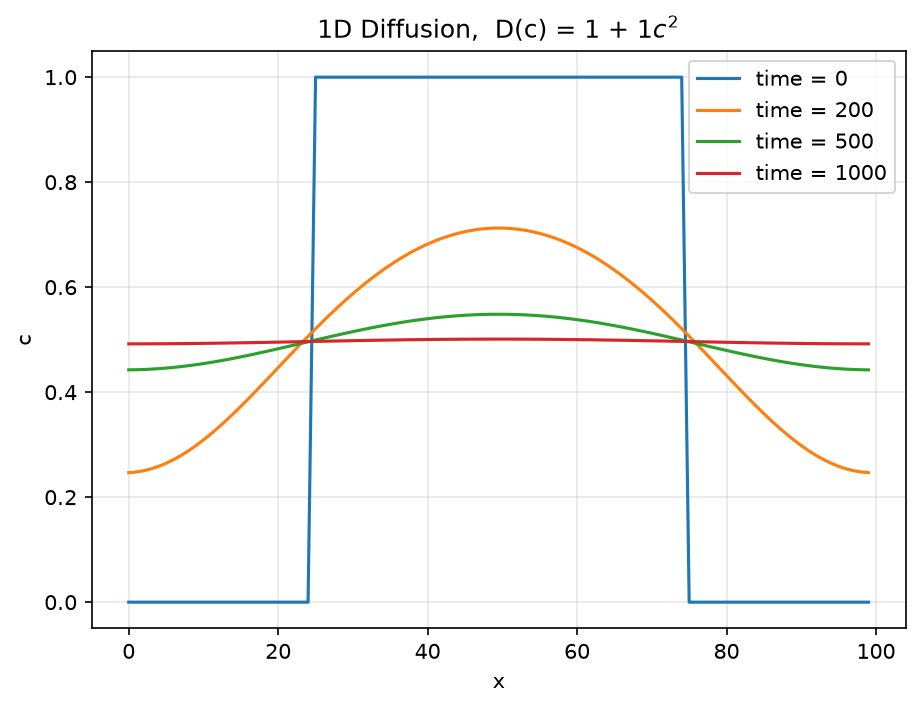 1D Diffusion,  D(c) = 1 + 1c²
time = 0
time = 200
time = 500
time = 1000
1.0
0.8
0.6
0.4
0.2
0.0
c
0 20 40 60 80 100
x